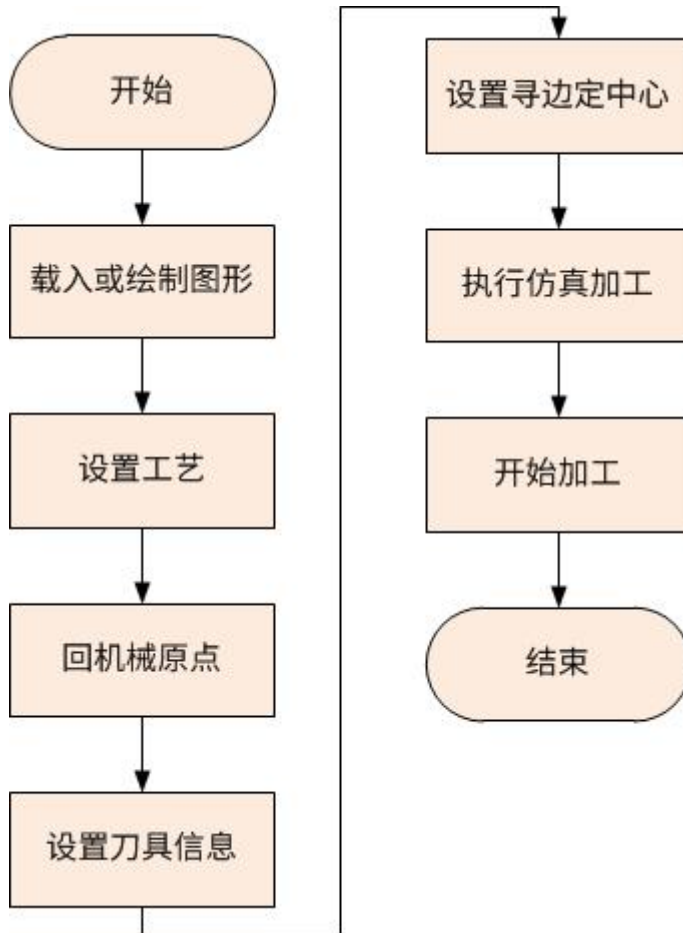 开始
载入或绘制图形
设置工艺
回机械原点
设置刀具信息
设置寻边定中心
执行仿真加工
开始加工
结束